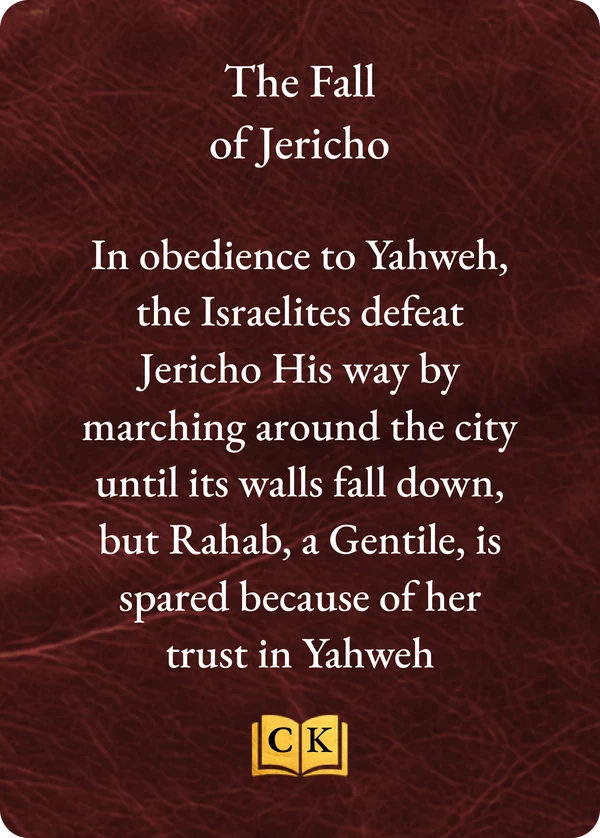 The Fall
of Jericho
In obedience to Yahweh,
the Israelites defeat
Jericho His way by
marching around the city
until its walls fall down,
but Rahab, a Gentile, is
spared because of her
trust in Yahweh
C K